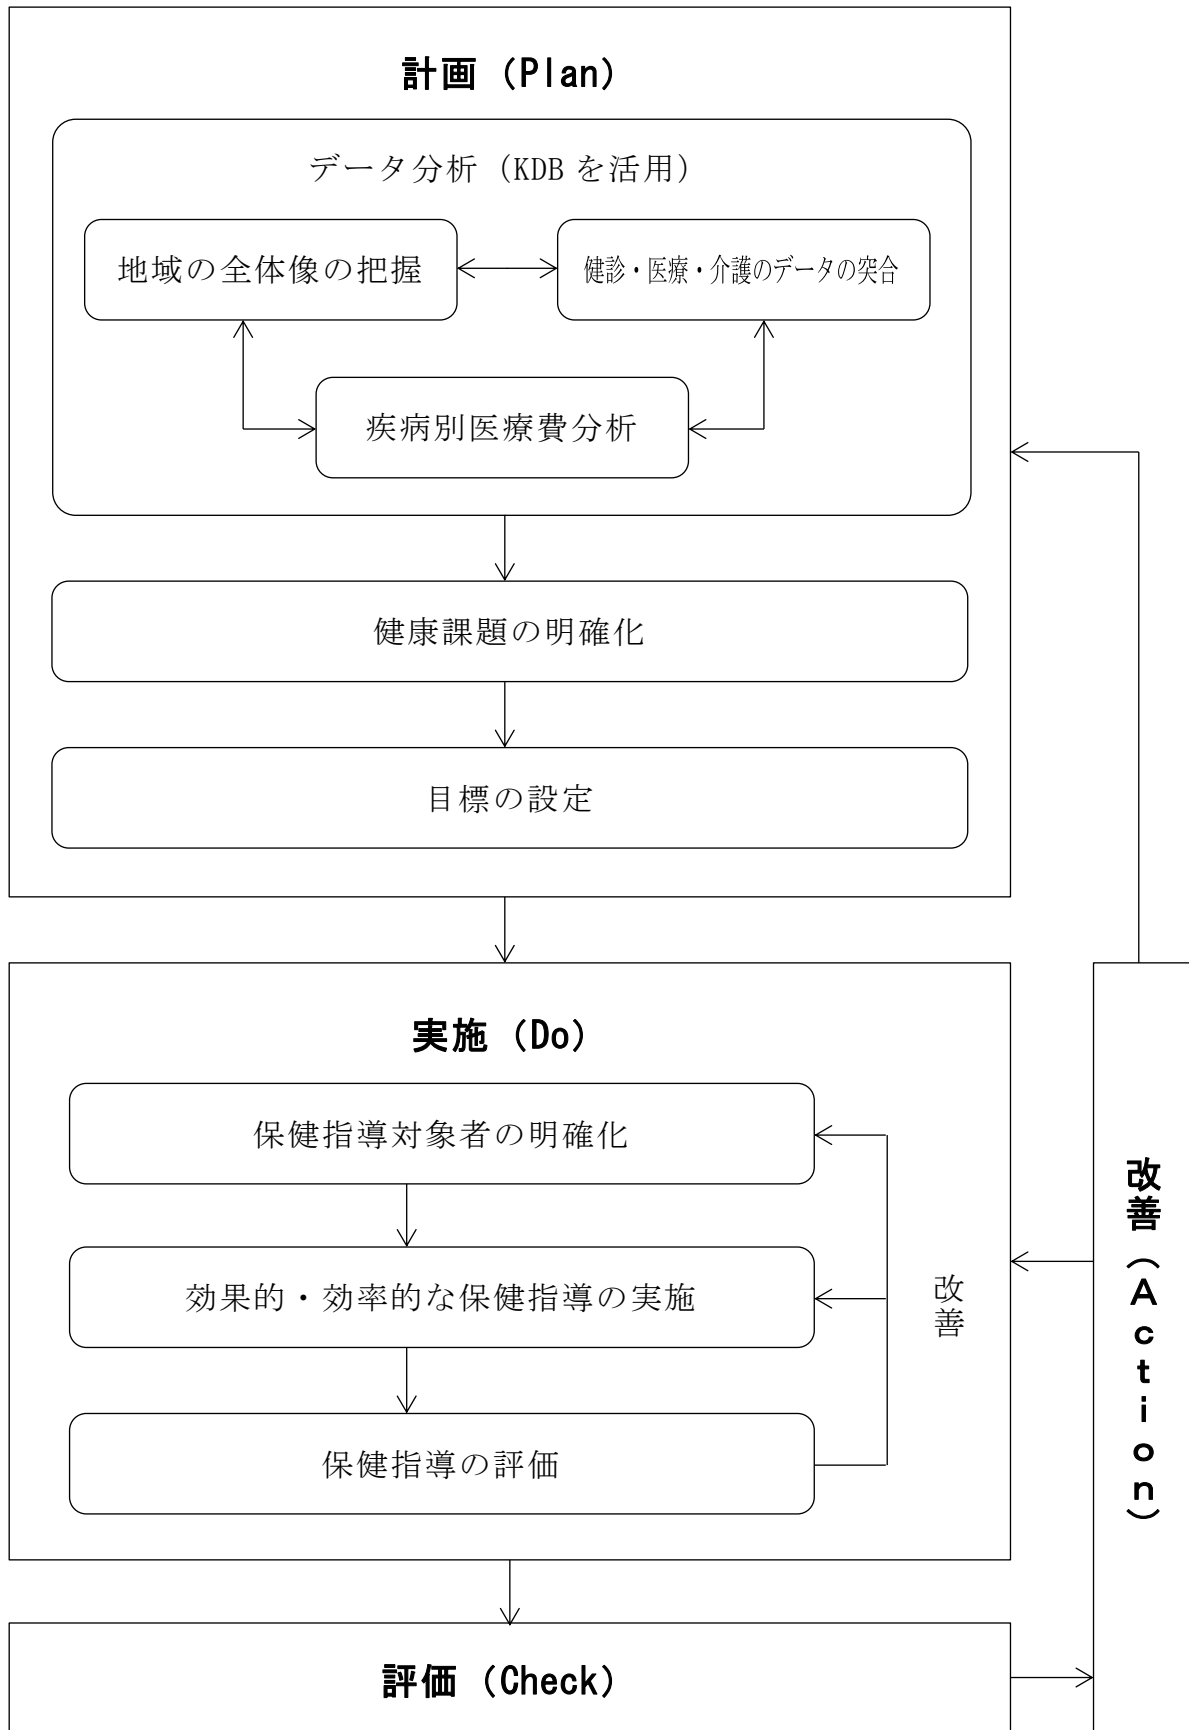 計画（Plan）
データ分析（KDBを活用）
地域の全体像の把握
健診・医療・介護のデータの突合
疾病別医療費分析
健康課題の明確化
目標の設定
実施（Do）
保健指導対象者の明確化
効果的・効率的な保健指導の実施
改善
保健指導の評価
改善（Action）
評価（Check）